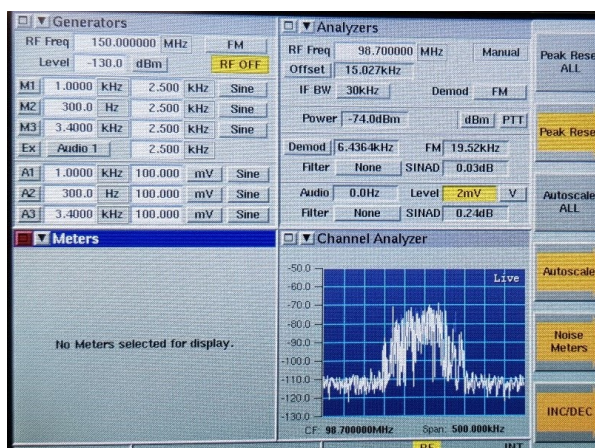 Generators
RF Freq 150.000000 MHz FM
Level -130.0 dBm RF OFF
M1 1.0000 kHz 2.500 kHz Sine
M2 300.0 Hz 2.500 kHz Sine
M3 3.4000 kHz 2.500 kHz Sine
Ex Audio 1 2.500 kHz
A1 1.0000 kHz 100.000 mV Sine
A2 300.0 Hz 100.000 mV Sine
A3 3.4000 kHz 100.000 mV Sine
Analyzers
RF Freq 98.700000 MHz Manual
Offset 15.027kHz
IF BW 30kHz Demod FM
Power -74.0dBm dBm PTT
Demod 6.4364kHz FM 19.52kHz
Filter None SINAD 0.03dB
Audio 0.0Hz Level 2mV V
Filter None SINAD 0.24dB
Meters
No Meters selected for display.
Channel Analyzer
Live
-50.0
-60.0
-70.0
-80.0
-90.0
-100.0
-110.0
-120.0
-130.0
CF: 98.700000MHz Span: 500.000kHz
RF INT
Peak Rese
ALL
Peak Rese
Autoscale
ALL
Autoscale
Noise
Meters
INC/DEC